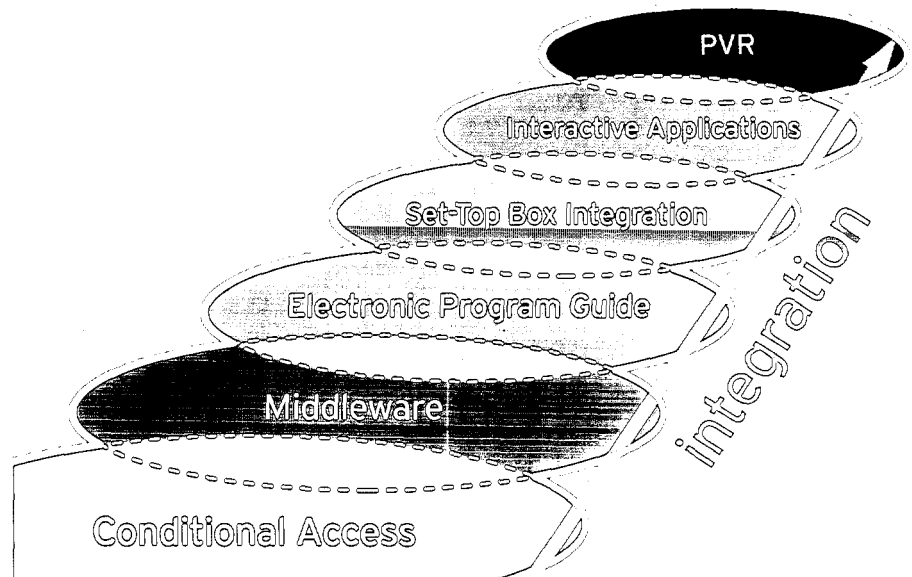 PVR
Interactive Applications
Set-Top Box Integration
Electronic Program Guide
Middleware
Conditional Access
integration